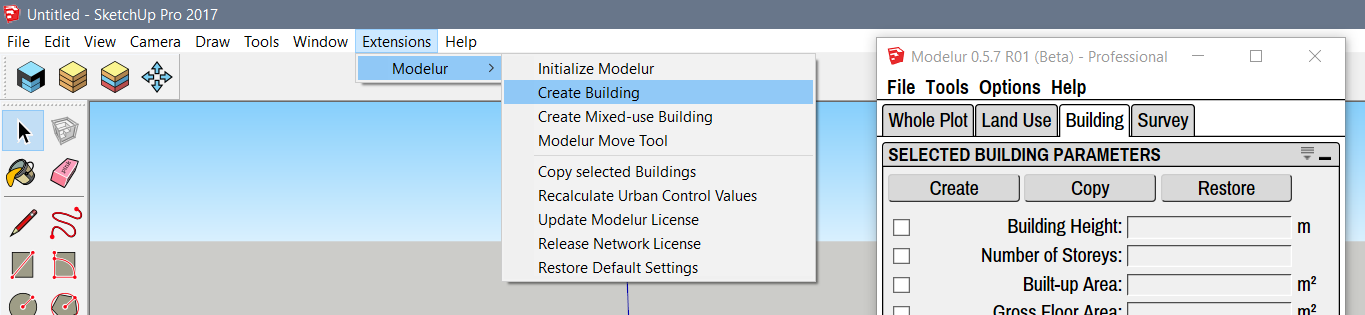 Untitled - SketchUp Pro 2017
File Edit View Camera Draw Tools Window Extensions Help
Modelur
Initialize Modelur
Create Building
Create Mixed-use Building
Modelur Move Tool
Copy selected Buildings
Recalculate Urban Control Values
Update Modelur License
Release Network License
Restore Default Settings
Modelur 0.5.7 R01 (Beta) - Professional
File Tools Options Help
Whole Plot Land Use Building Survey
SELECTED BUILDING PARAMETERS
Create Copy Restore
Building Height: m
Number of Storeys:
Built-up Area: m²
Gross Floor Area: m²